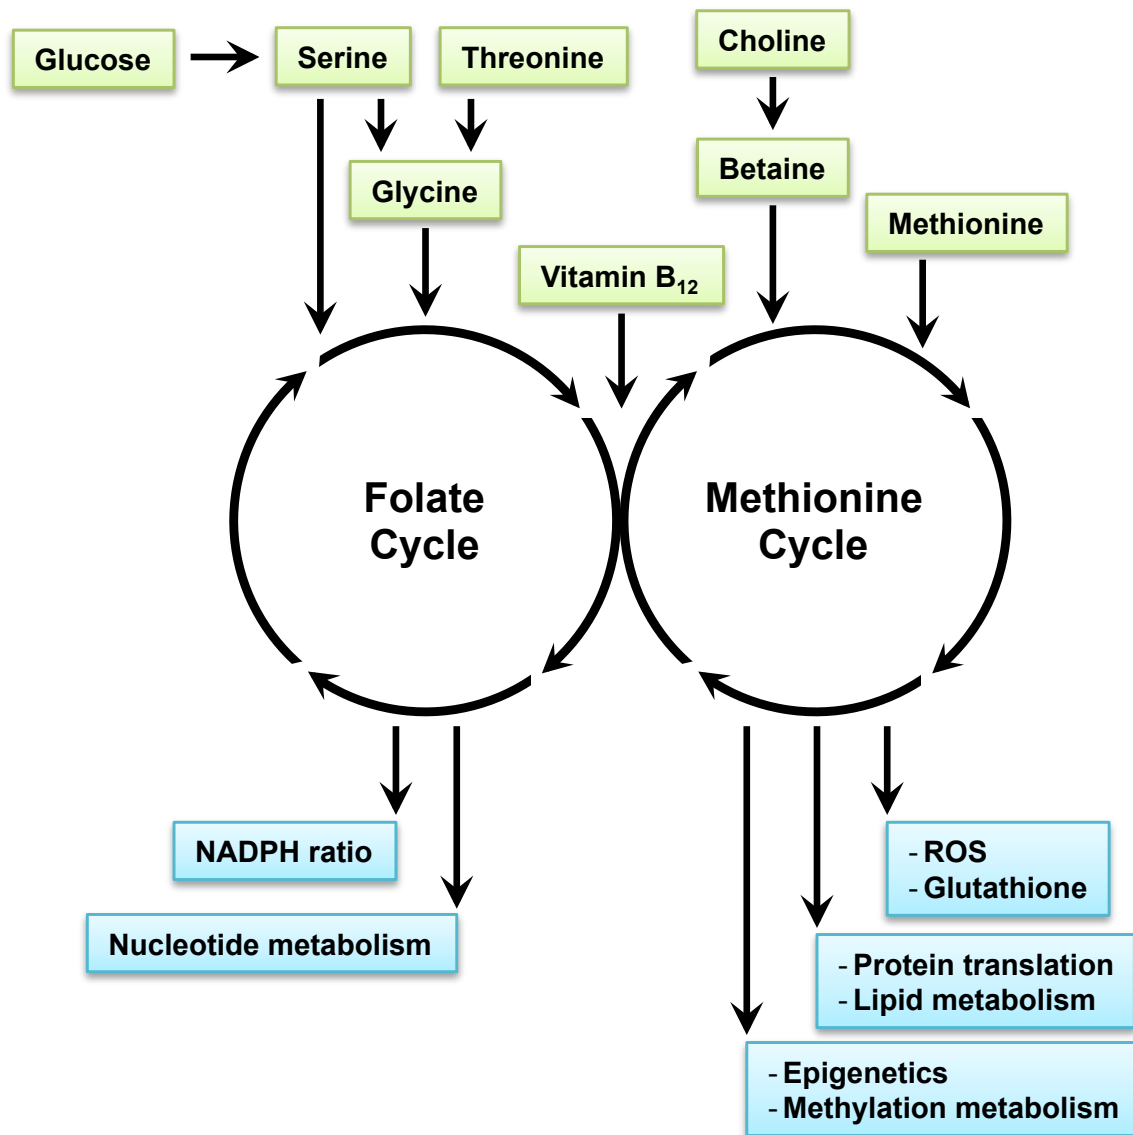 Glucose
Serine
Threonine
Choline
Glycine
Betaine
Methionine
Vitamin B₁₂
Folate
Cycle
Methionine
Cycle
NADPH ratio
Nucleotide metabolism
- ROS
- Glutathione
- Protein translation
- Lipid metabolism
- Epigenetics
- Methylation metabolism